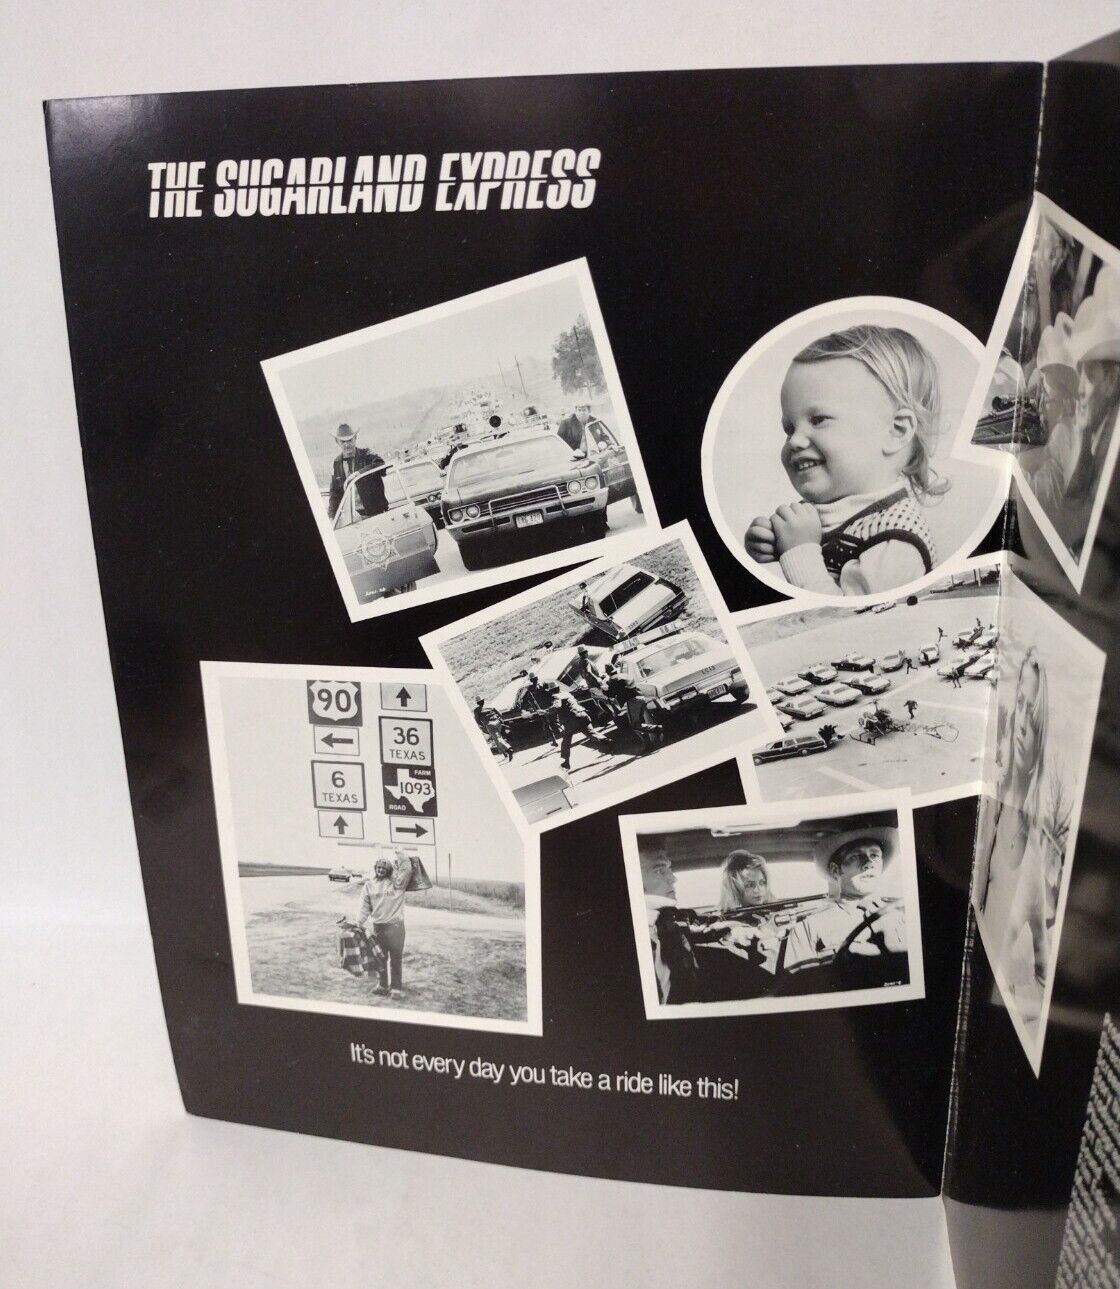 THE SUGARLAND EXPRESS
90
36
TEXAS
6
TEXAS
FARM
1093
ROAD
It's not every day you take a ride like this!